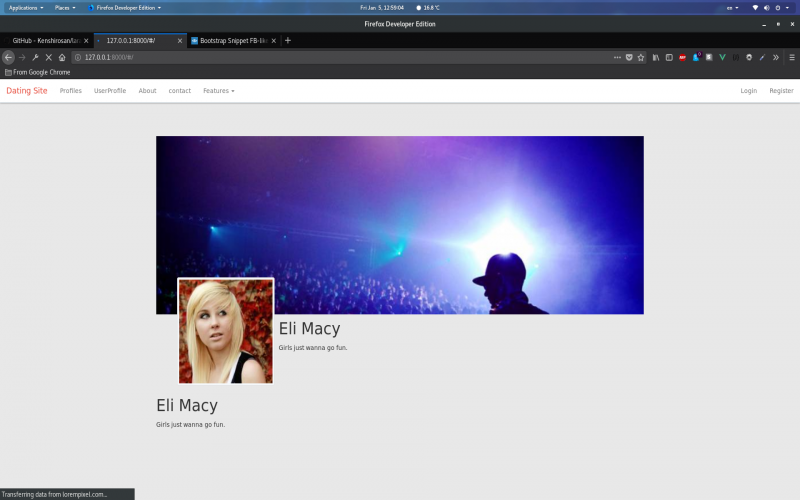 Applications Places Firefox Developer Edition Fri Jan 5, 12:59:04 16.8 °C en
Firefox Developer Edition
GitHub - Kenshirosan/lar 127.0.0.1:8000/#/ Bootstrap Snippet FB-like
127.0.0.1:8000/#/
From Google Chrome
Dating Site Profiles UserProfile About contact Features Login Register
Eli Macy
Girls just wanna go fun.
Eli Macy
Girls just wanna go fun.
Transferring data from lorempixel.com...